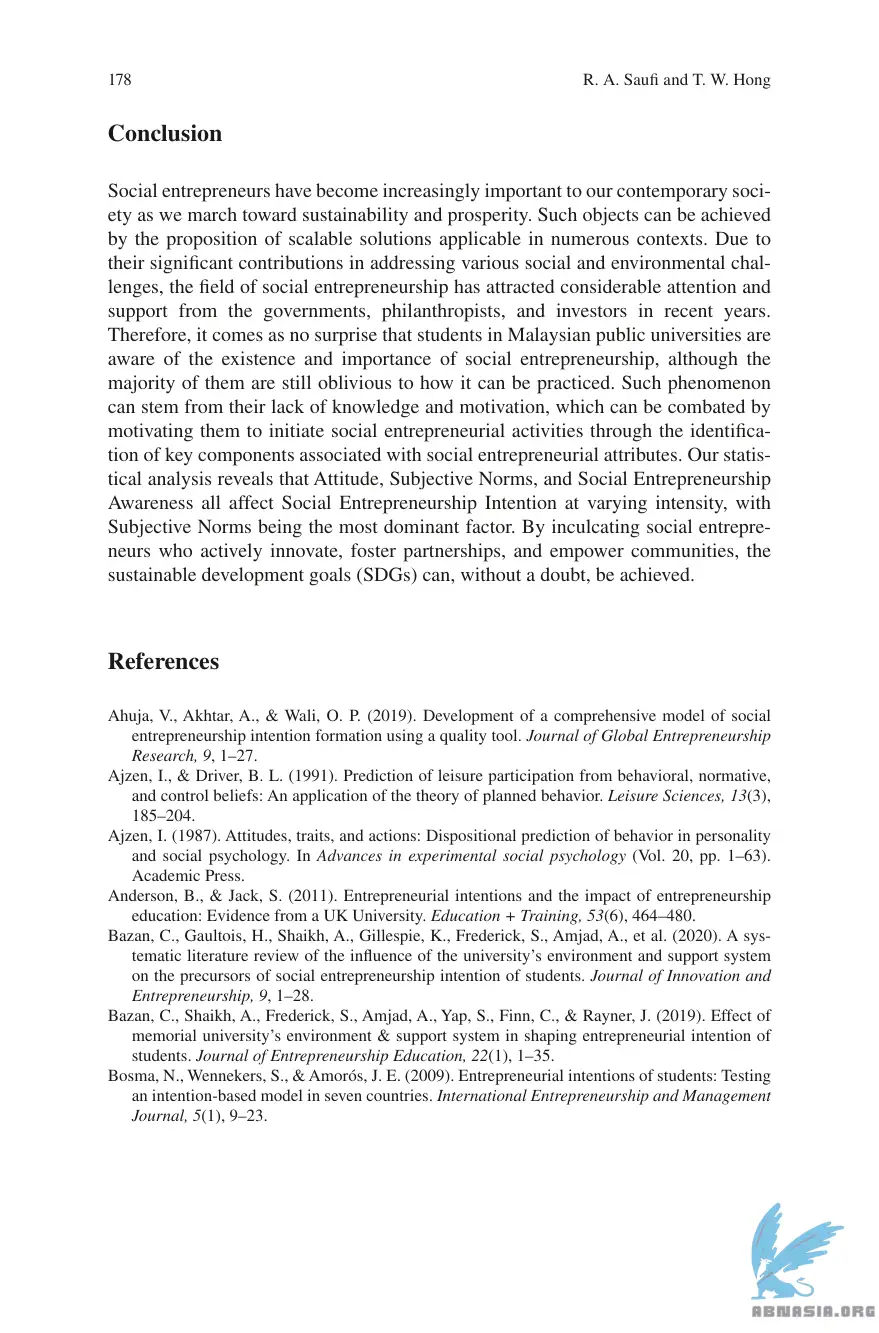 178
R. A. Saufi and T. W. Hong
Conclusion
Social entrepreneurs have become increasingly important to our contemporary soci-
ety as we march toward sustainability and prosperity. Such objects can be achieved
by the proposition of scalable solutions applicable in numerous contexts. Due to
their significant contributions in addressing various social and environmental chal-
lenges, the field of social entrepreneurship has attracted considerable attention and
support from the governments, philanthropists, and investors in recent years.
Therefore, it comes as no surprise that students in Malaysian public universities are
aware of the existence and importance of social entrepreneurship, although the
majority of them are still oblivious to how it can be practiced. Such phenomenon
can stem from their lack of knowledge and motivation, which can be combated by
motivating them to initiate social entrepreneurial activities through the identifica-
tion of key components associated with social entrepreneurial attributes. Our statis-
tical analysis reveals that Attitude, Subjective Norms, and Social Entrepreneurship
Awareness all affect Social Entrepreneurship Intention at varying intensity, with
Subjective Norms being the most dominant factor. By inculcating social entrepre-
neurs who actively innovate, foster partnerships, and empower communities, the
sustainable development goals (SDGs) can, without a doubt, be achieved.
References
Ahuja, V., Akhtar, A., & Wali, O. P. (2019). Development of a comprehensive model of social
entrepreneurship intention formation using a quality tool. Journal of Global Entrepreneurship
Research, 9, 1–27.
Ajzen, I., & Driver, B. L. (1991). Prediction of leisure participation from behavioral, normative,
and control beliefs: An application of the theory of planned behavior. Leisure Sciences, 13(3),
185–204.
Ajzen, I. (1987). Attitudes, traits, and actions: Dispositional prediction of behavior in personality
and social psychology. In Advances in experimental social psychology (Vol. 20, pp. 1–63).
Academic Press.
Anderson, B., & Jack, S. (2011). Entrepreneurial intentions and the impact of entrepreneurship
education: Evidence from a UK University. Education + Training, 53(6), 464–480.
Bazan, C., Gaultois, H., Shaikh, A., Gillespie, K., Frederick, S., Amjad, A., et al. (2020). A sys-
tematic literature review of the influence of the university's environment and support system
on the precursors of social entrepreneurship intention of students. Journal of Innovation and
Entrepreneurship, 9, 1–28.
Bazan, C., Shaikh, A., Frederick, S., Amjad, A., Yap, S., Finn, C., & Rayner, J. (2019). Effect of
memorial university's environment & support system in shaping entrepreneurial intention of
students. Journal of Entrepreneurship Education, 22(1), 1–35.
Bosma, N., Wennekers, S., & Amorós, J. E. (2009). Entrepreneurial intentions of students: Testing
an intention-based model in seven countries. International Entrepreneurship and Management
Journal, 5(1), 9–23.
ABNASIA.ORG